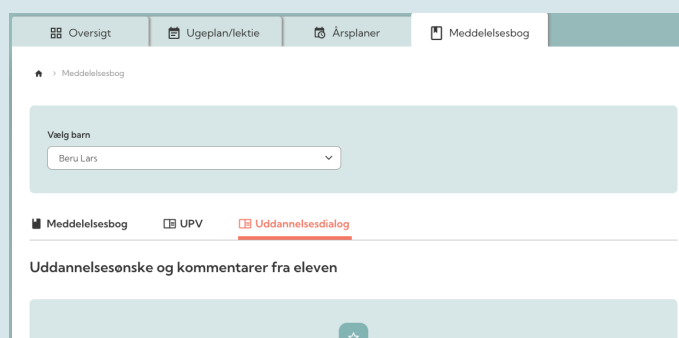 Oversigt
Ugeplan/lektie
Årsplaner
Meddelelsesbog
Meddelelsesbog
Vælg barn
Beru Lars
Meddelelsesbog
UPV
Uddannelsesdialog
Uddannelsesønske og kommentarer fra eleven